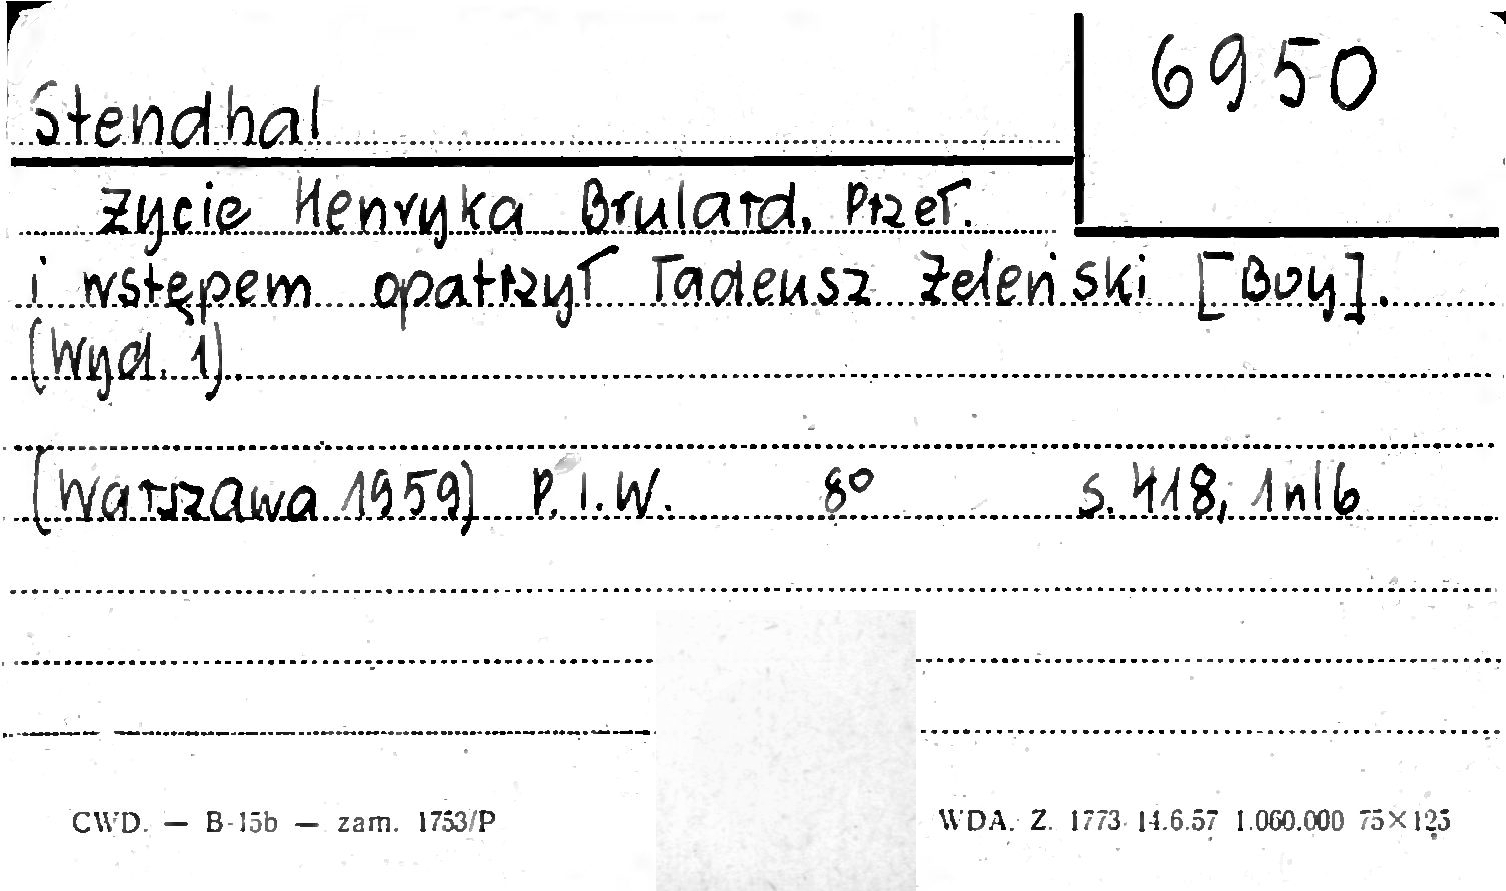 Stendhal
6950
Życie Henryka Brulard. Przeł.
i wstępem opatrzył Tadeusz Żeleński [Boy].
(Wyd. 1).
(Warszawa 1959) P.I.W. 8° s. 418, 1nlb
CWD. — B-15b — zam. 1753/P
WDA. Z. 1773 14.6.57 1.060.000 75×125